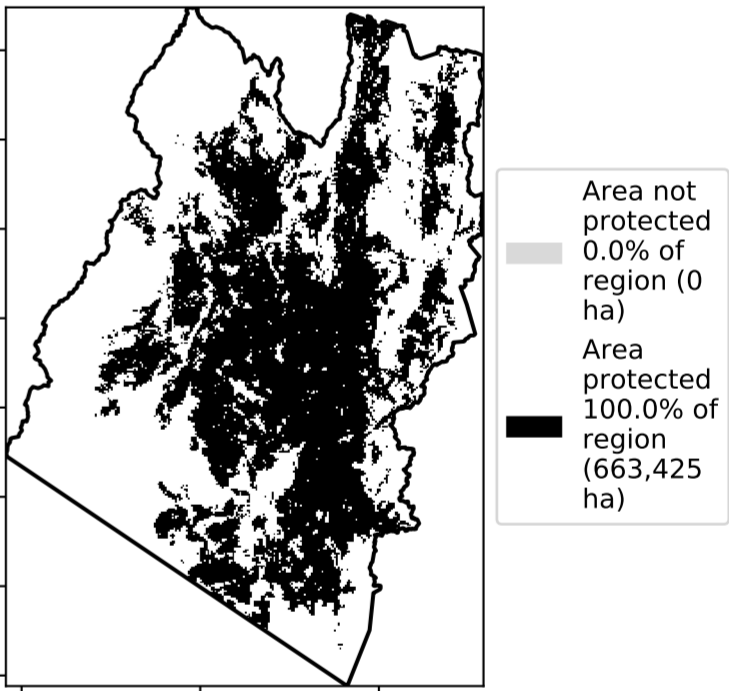 Area not
protected
0.0% of
region (0
ha)
Area
protected
100.0% of
region
(663,425
ha)